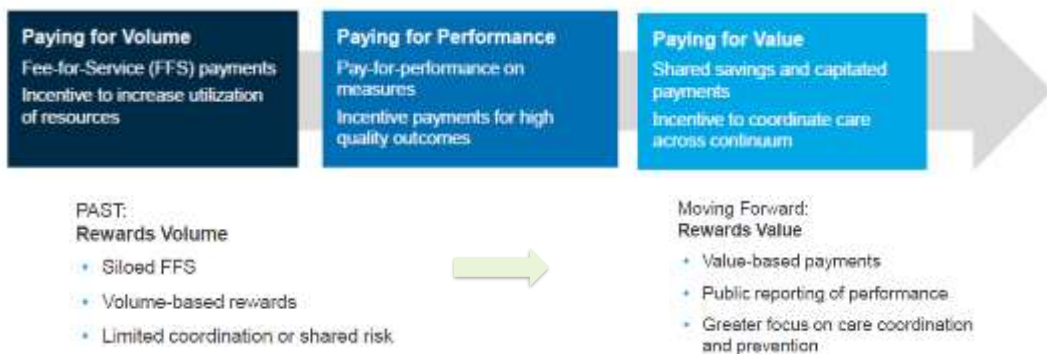 Paying for Volume
Fee-for-Service (FFS) payments
Incentive to increase utilization
of resources
Paying for Performance
Pay-for-performance on
measures
Incentive payments for high
quality outcomes
Paying for Value
Shared savings and capitated
payments
Incentive to coordinate care
across continuum
PAST:
Rewards Volume
• Siloed FFS
• Volume-based rewards
• Limited coordination or shared risk
Moving Forward:
Rewards Value
• Value-based payments
• Public reporting of performance
• Greater focus on care coordination
and prevention